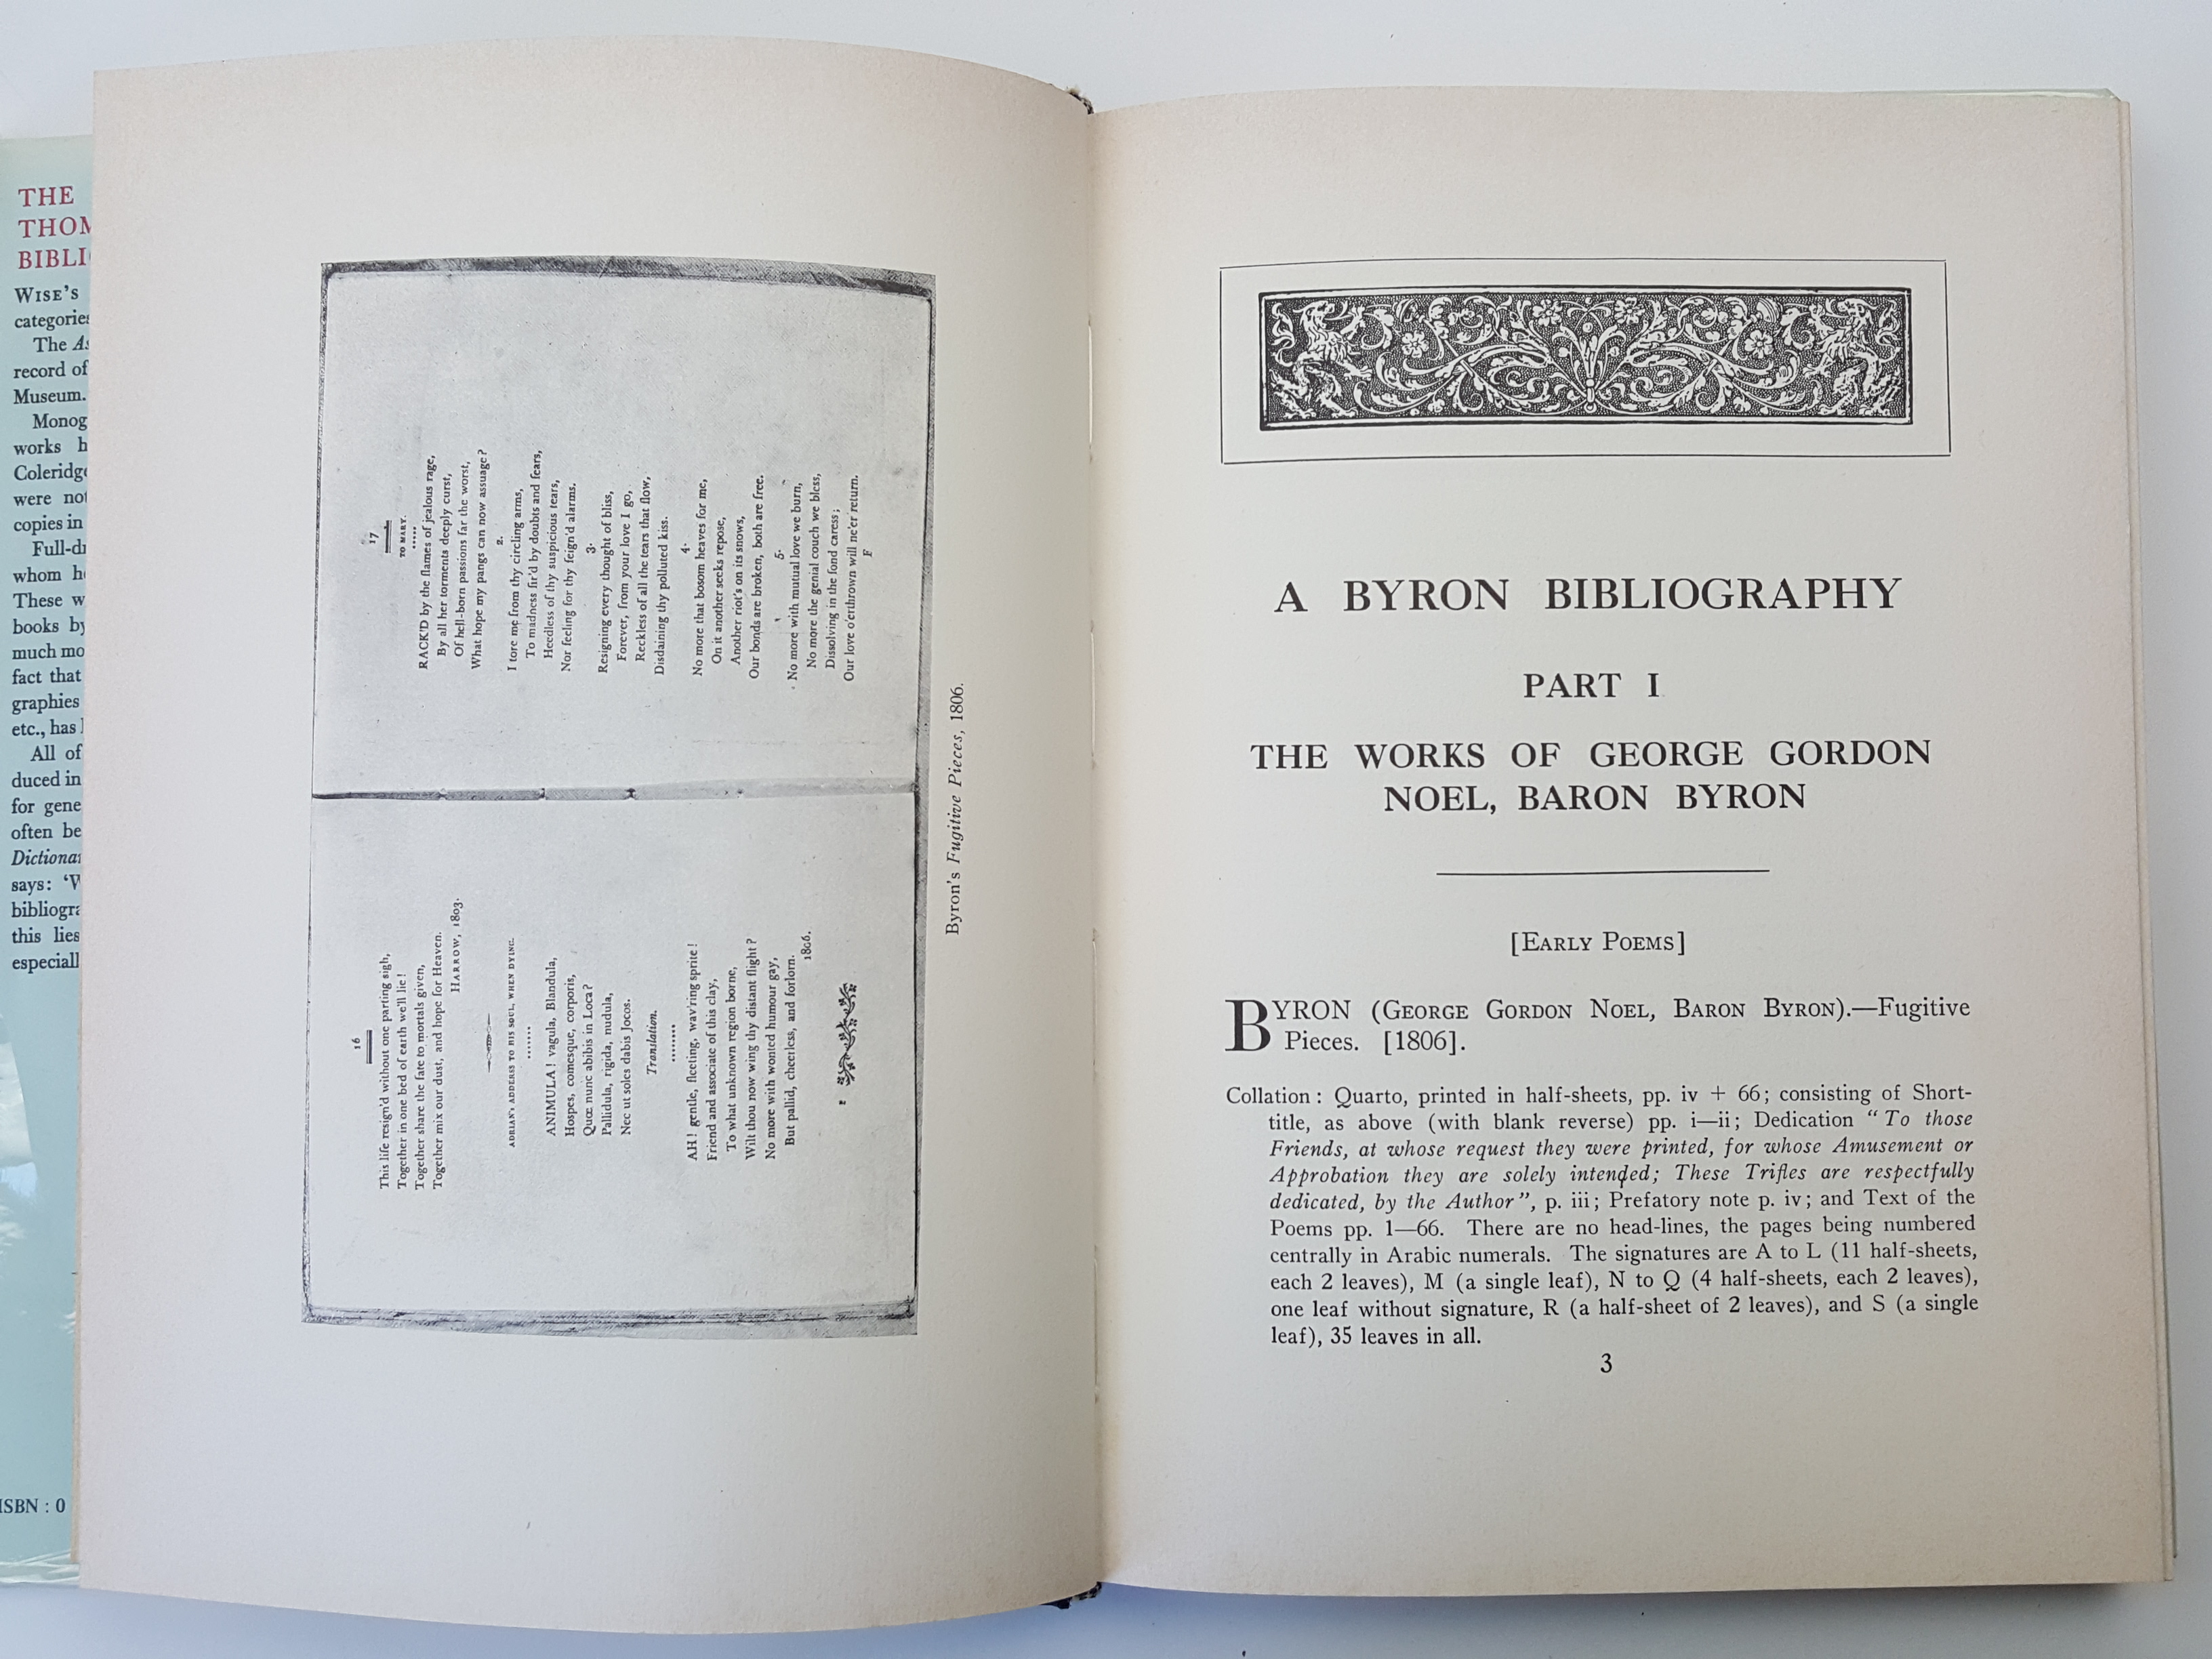 THE
BIBLI
WISE'S
categories
The
record of
Museum.
Monog
works h
Coleridge
were not
copies in
Full-dr
whom he
These w
books by
much mo
fact that
graphies
etc., has
All of
duced in
for gene
often be
Dictionar
says: ‘W
bibliogra
this lies
especiall
ISBN : 0
16
This life resign'd without one parting sigh,
Together in one bed of earth we'll lie!
Together share the fate to mortals given,
Together mix our dust, and hope for Heaven.
HARROW, 1803.
ADRIAN'S ADDERSS TO HIS SOUL, WHEN DYING.
ANIMULA! vagula, Blandula,
Hospes, comesque, corporis,
Quæ nunc abibis in Loca?
Pallidula, rigida, nudula,
Nec ut soles dabis Jocos.
Translation.
AH! gentle, fleeting, wav'ring sprite!
Friend and associate of this clay,
To what unknown region borne,
Wilt thou now wing thy distant flight?
No more with wonted humour gay,
But pallid, cheerless, and forlorn.
1806.
17
TO MARY.
RACK'D by the flames of jealous rage,
By all her torments deeply curst,
Of hell-born passions far the worst,
What hope my pangs can now assuage?
2.
I tore me from thy circling arms,
To madness fir'd by doubts and fears,
Heedless of thy suspicious tears,
Nor feeling for thy feign'd alarms.
3.
Resigning every thought of bliss,
Forever, from your love I go,
Reckless of all the tears that flow,
Disdaining thy polluted kiss.
4.
No more that bosom heaves for me,
On it another seeks repose,
Another riot's on its snows,
Our bonds are broken, both are free.
5.
No more with mutual love we burn,
No more the genial couch we bless,
Dissolving in the fond caress;
Our love o'erthrown will ne'er return.
F
Byron's Fugitive Pieces, 1806.
A BYRON BIBLIOGRAPHY
PART I
THE WORKS OF GEORGE GORDON
NOEL, BARON BYRON
[EARLY POEMS]
BYRON (GEORGE GORDON NOEL, BARON BYRON).—Fugitive
Pieces. [1806].
Collation: Quarto, printed in half-sheets, pp. iv + 66; consisting of Short-
title, as above (with blank reverse) pp. i—ii; Dedication “To those
Friends, at whose request they were printed, for whose Amusement or
Approbation they are solely intended; These Trifles are respectfully
dedicated, by the Author”, p. iii; Prefatory note p. iv; and Text of the
Poems pp. 1—66. There are no head-lines, the pages being numbered
centrally in Arabic numerals. The signatures are A to L (11 half-sheets,
each 2 leaves), M (a single leaf), N to Q (4 half-sheets, each 2 leaves),
one leaf without signature, R (a half-sheet of 2 leaves), and S (a single
leaf), 35 leaves in all.
3